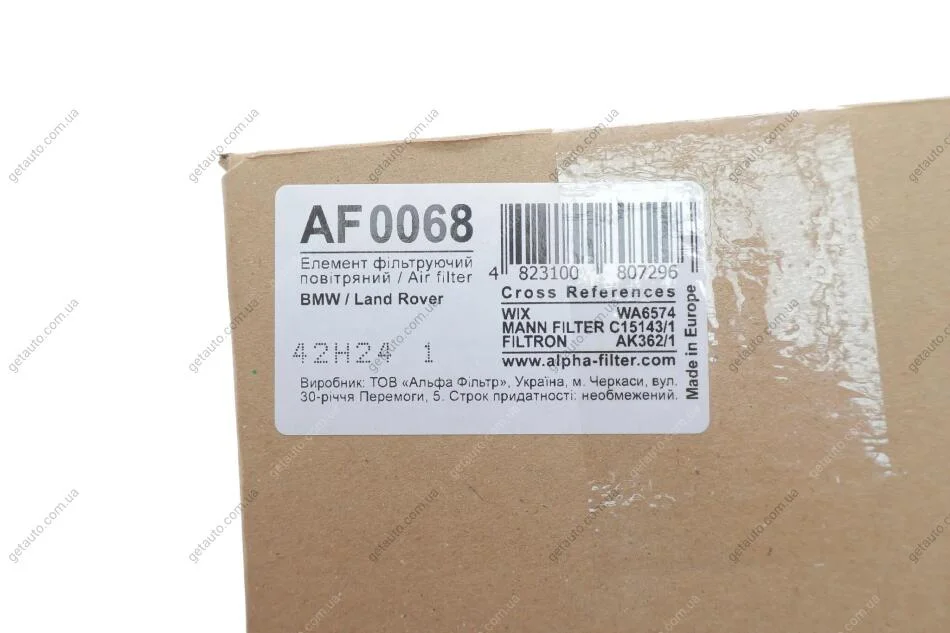 AF0068
Елемент фільтруючий
повітряний / Air filter
BMW / Land Rover
42H24 1
4 823100 807296
Cross References
WIX WA6574
MANN FILTER C15143/1
FILTRON AK362/1
www.alpha-filter.com
Made in Europe
Виробник: ТОВ «Альфа Фільтр», Україна, м. Черкаси, вул.
30-річчя Перемоги, 5. Строк придатності: необмежений.
getauto.com.ua